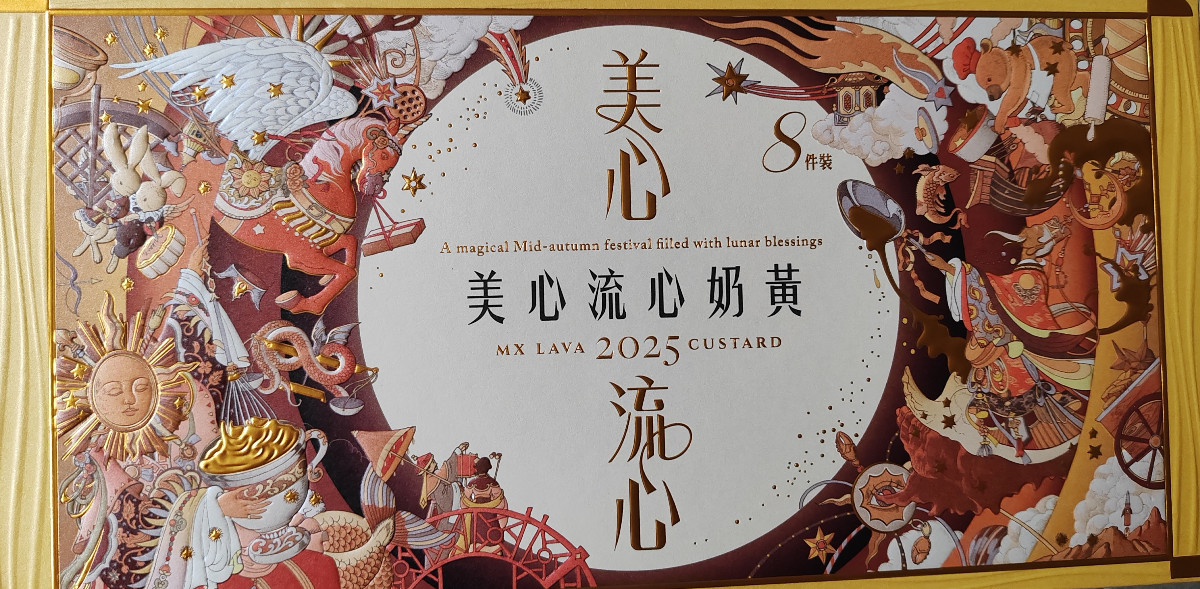 美心
8件裝
A magical Mid-autumn festival filled with lunar blessings
美心流心奶黃
MX LAVA 2025 CUSTARD
流心